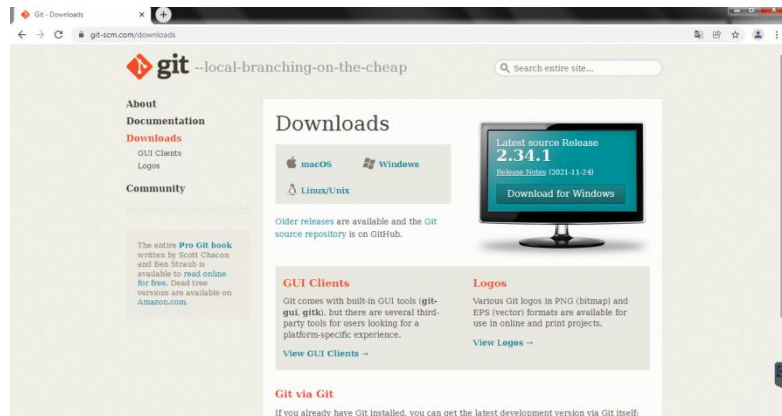 Git - Downloads
git-scm.com/downloads
git --local-branching-on-the-cheap
Search entire site...
About
Documentation
Downloads
GUI Clients
Logos
Community
The entire Pro Git book
written by Scott Chacon
and Ben Straub is
available to read online
for free. Dead tree
versions are available on
Amazon.com.
Downloads
macOS
Windows
Linux/Unix
Older releases are available and the Git
source repository is on GitHub.
Latest source Release
2.34.1
Release Notes (2021-11-24)
Download for Windows
GUI Clients
Git comes with built-in GUI tools (git-
gui, gitk), but there are several third-
party tools for users looking for a
platform-specific experience.
View GUI Clients →
Logos
Various Git logos in PNG (bitmap) and
EPS (vector) formats are available for
use in online and print projects.
View Logos →
Git via Git
If you already have Git installed, you can get the latest development version via Git itself: